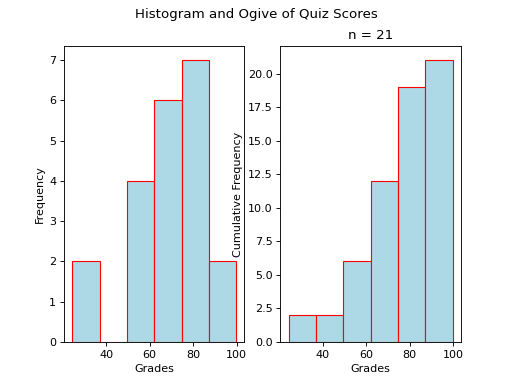 Histogram and Ogive of Quiz Scores
n = 21
Frequency
7
6
5
4
3
2
1
0
40 60 80 100
Grades
Cumulative Frequency
20.0
17.5
15.0
12.5
10.0
7.5
5.0
2.5
0.0
40 60 80 100
Grades